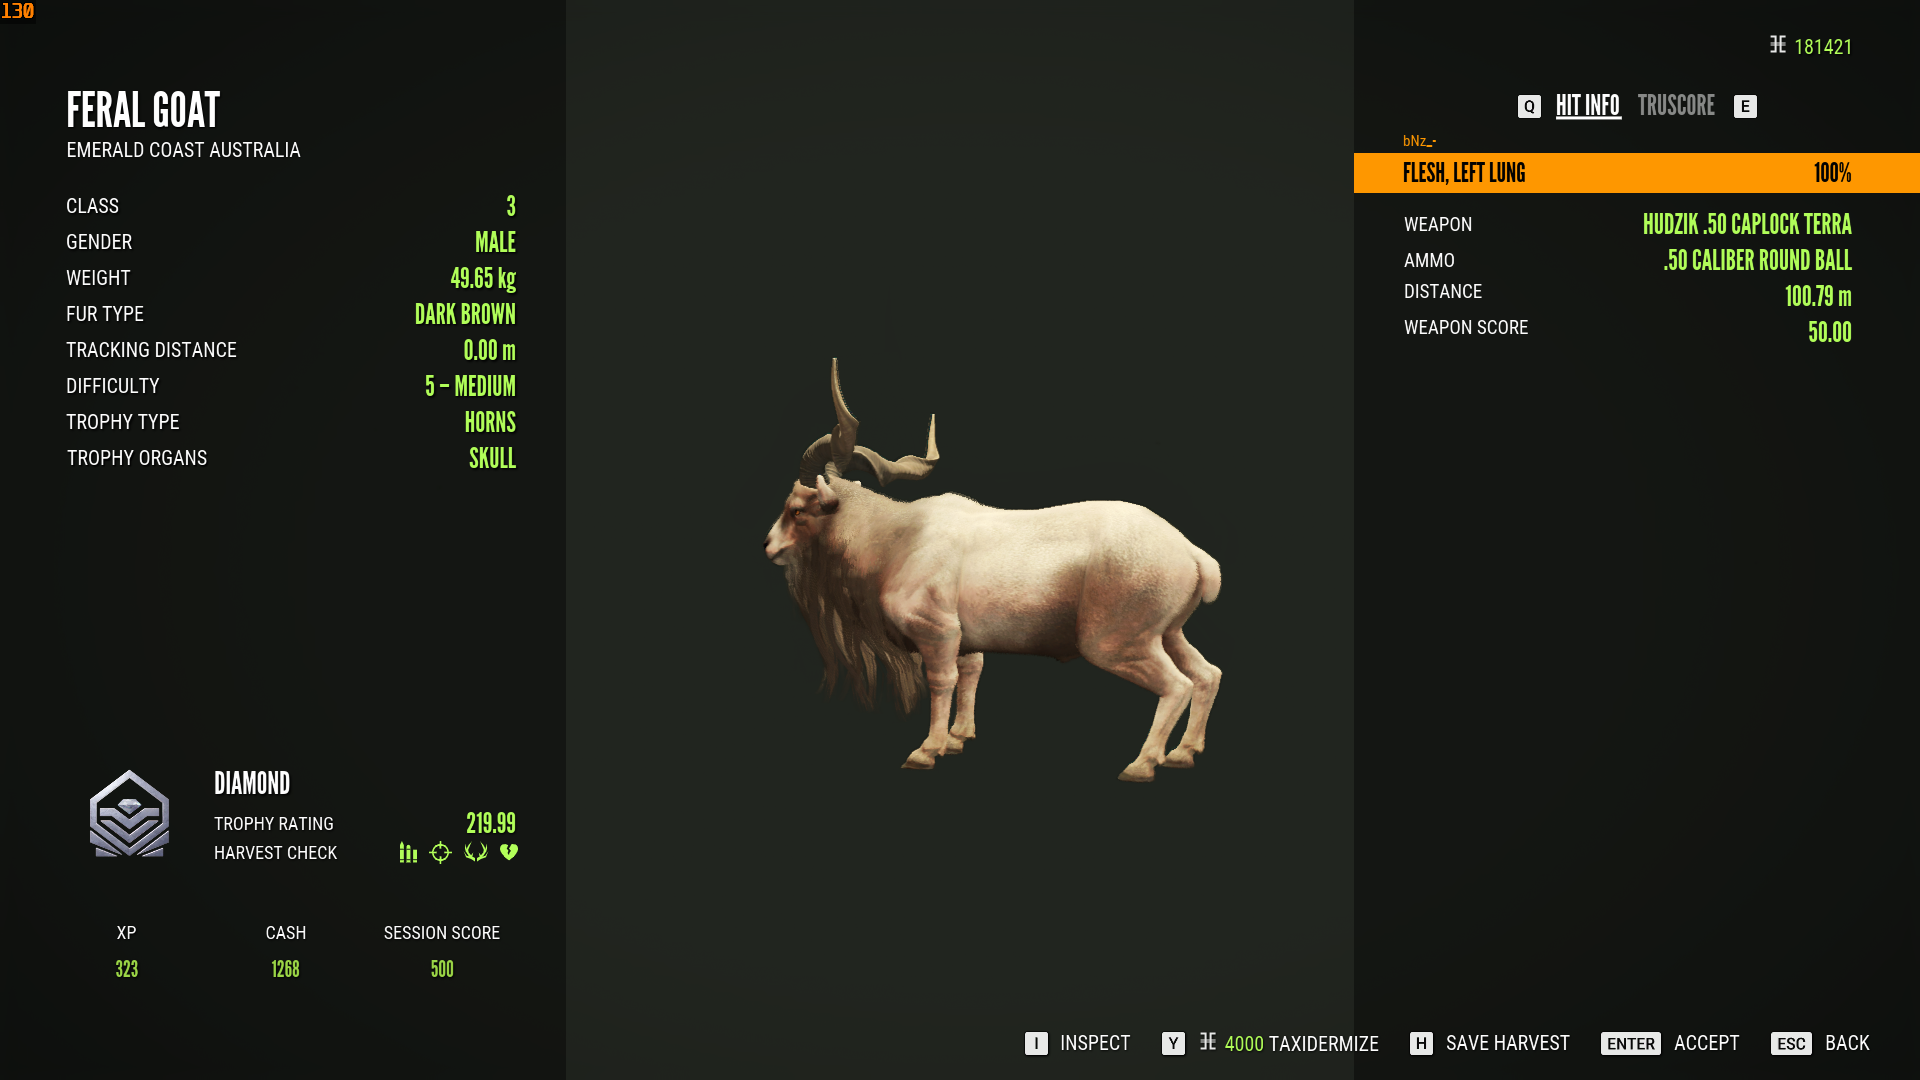 130
181421
FERAL GOAT
EMERALD COAST AUSTRALIA
CLASS 3
GENDER MALE
WEIGHT 49.65 kg
FUR TYPE DARK BROWN
TRACKING DISTANCE 0.00 m
DIFFICULTY 5 – MEDIUM
TROPHY TYPE HORNS
TROPHY ORGANS SKULL
DIAMOND
TROPHY RATING 219.99
HARVEST CHECK
XP CASH SESSION SCORE
323 1268 500
Q HIT INFO TRUSCORE E
bNz_-
FLESH, LEFT LUNG 100%
WEAPON HUDZIK .50 CAPLOCK TERRA
AMMO .50 CALIBER ROUND BALL
DISTANCE 100.79 m
WEAPON SCORE 50.00
I INSPECT Y 4000 TAXIDERMIZE H SAVE HARVEST ENTER ACCEPT ESC BACK